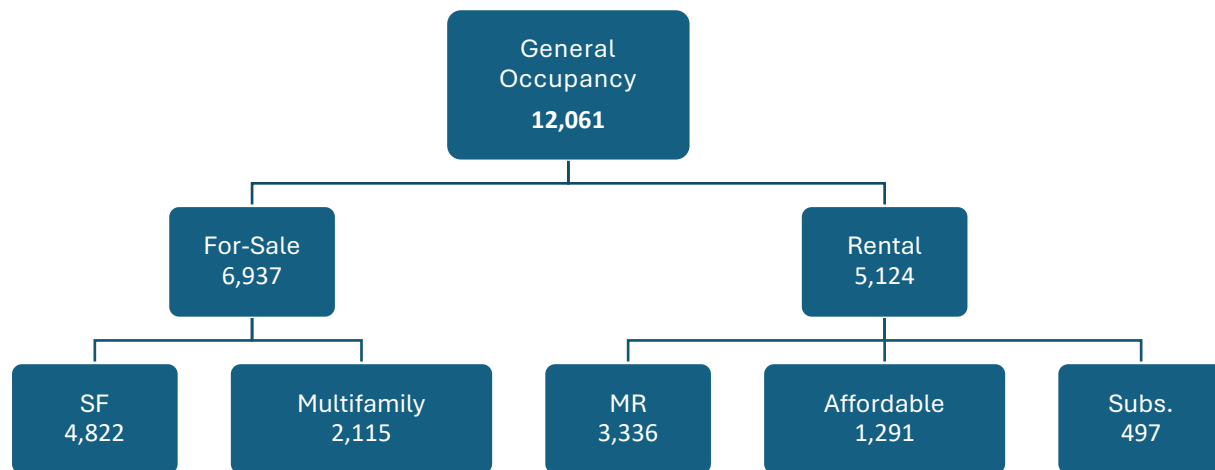 General
Occupancy
12,061
For-Sale
6,937
Rental
5,124
SF
4,822
Multifamily
2,115
MR
3,336
Affordable
1,291
Subs.
497